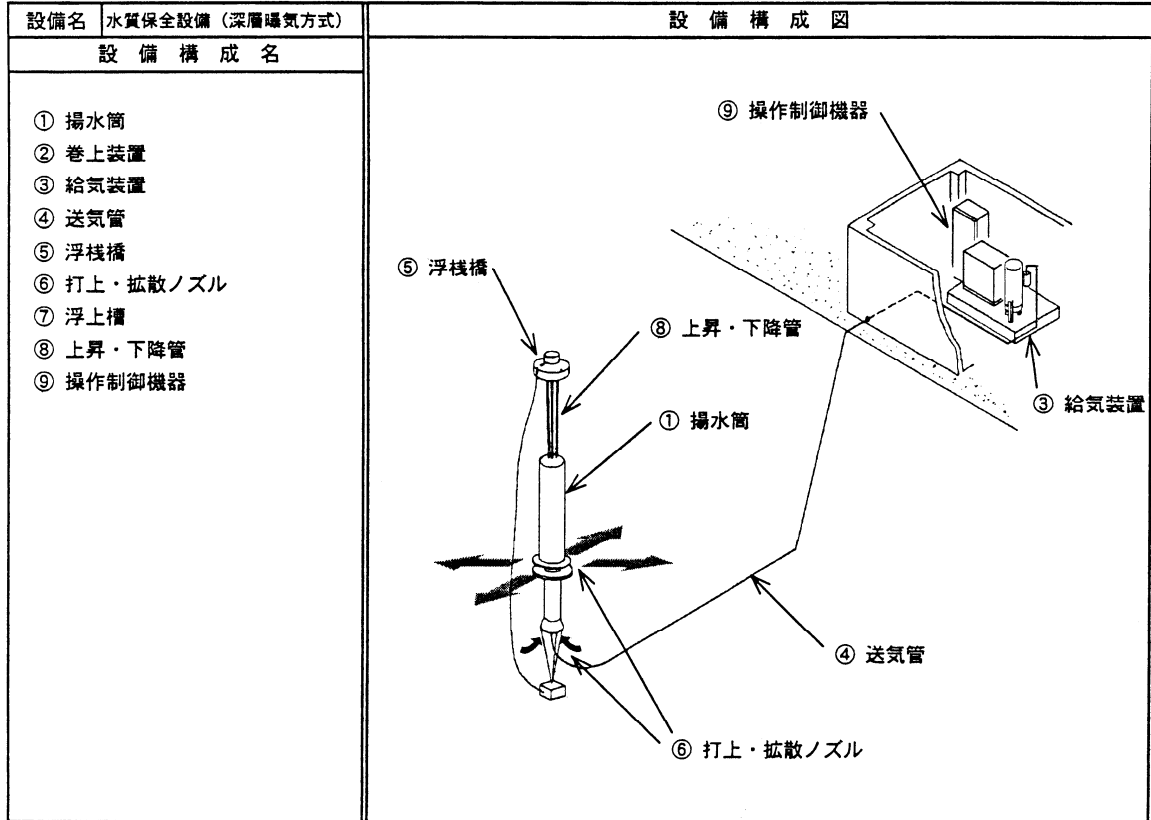 設備名 水質保全設備（深層曝気方式）
設備構成名
① 揚水筒
② 巻上装置
③ 給気装置
④ 送気管
⑤ 浮桟橋
⑥ 打上・拡散ノズル
⑦ 浮上槽
⑧ 上昇・下降管
⑨ 操作制御機器
設備構成図
⑨ 操作制御機器
⑤ 浮桟橋
⑧ 上昇・下降管
③ 給気装置
① 揚水筒
④ 送気管
⑥ 打上・拡散ノズル